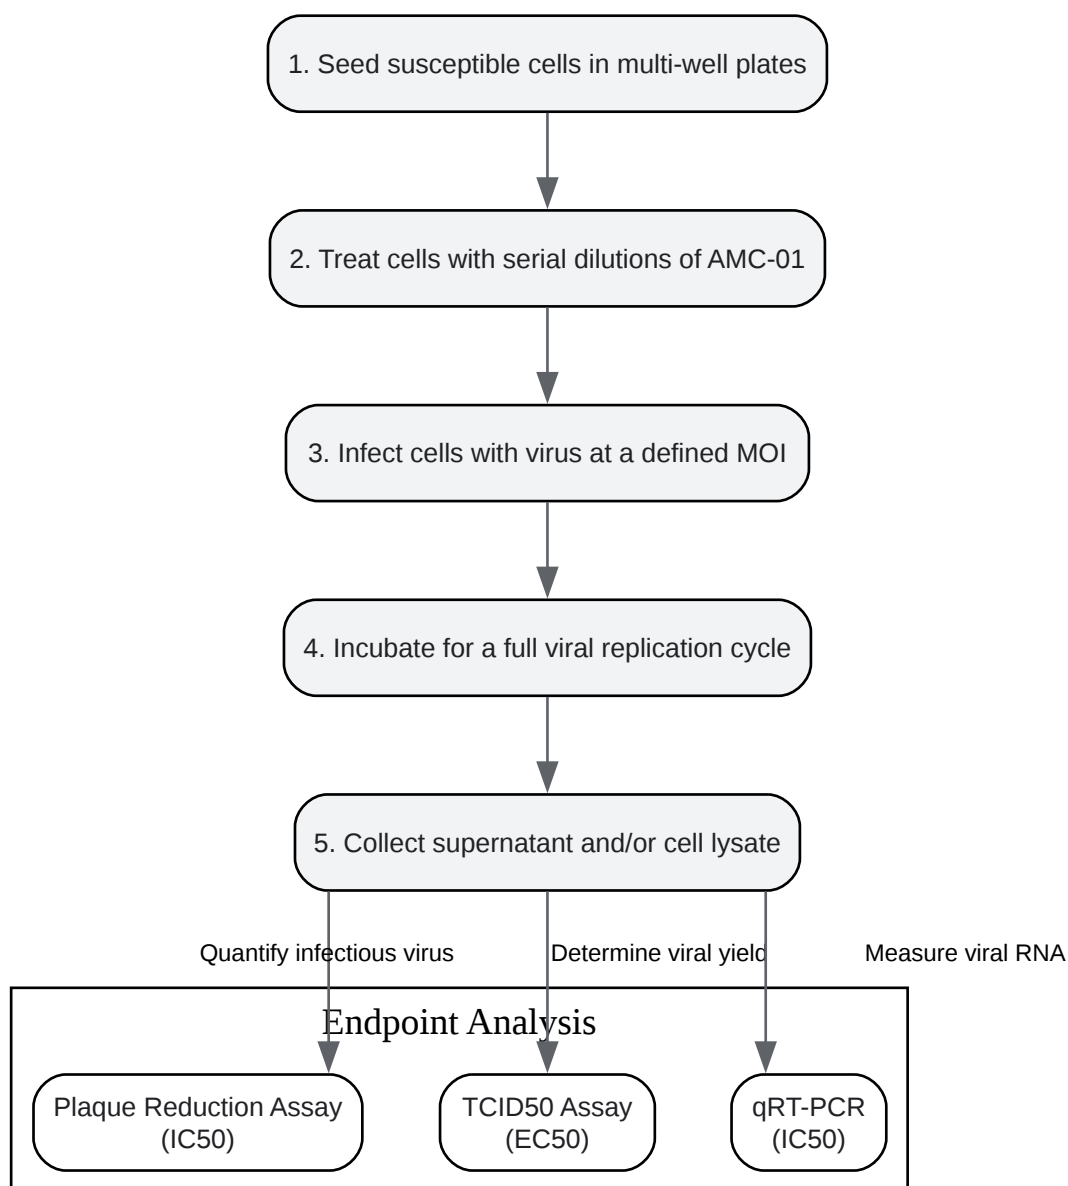 1. Seed susceptible cells in multi-well plates
2. Treat cells with serial dilutions of AMC-01
3. Infect cells with virus at a defined MOI
4. Incubate for a full viral replication cycle
5. Collect supernatant and/or cell lysate
Quantify infectious virus
Determine viral yield
Measure viral RNA
Endpoint Analysis
Plaque Reduction Assay
(IC50)
TCID50 Assay
(EC50)
qRT-PCR
(IC50)